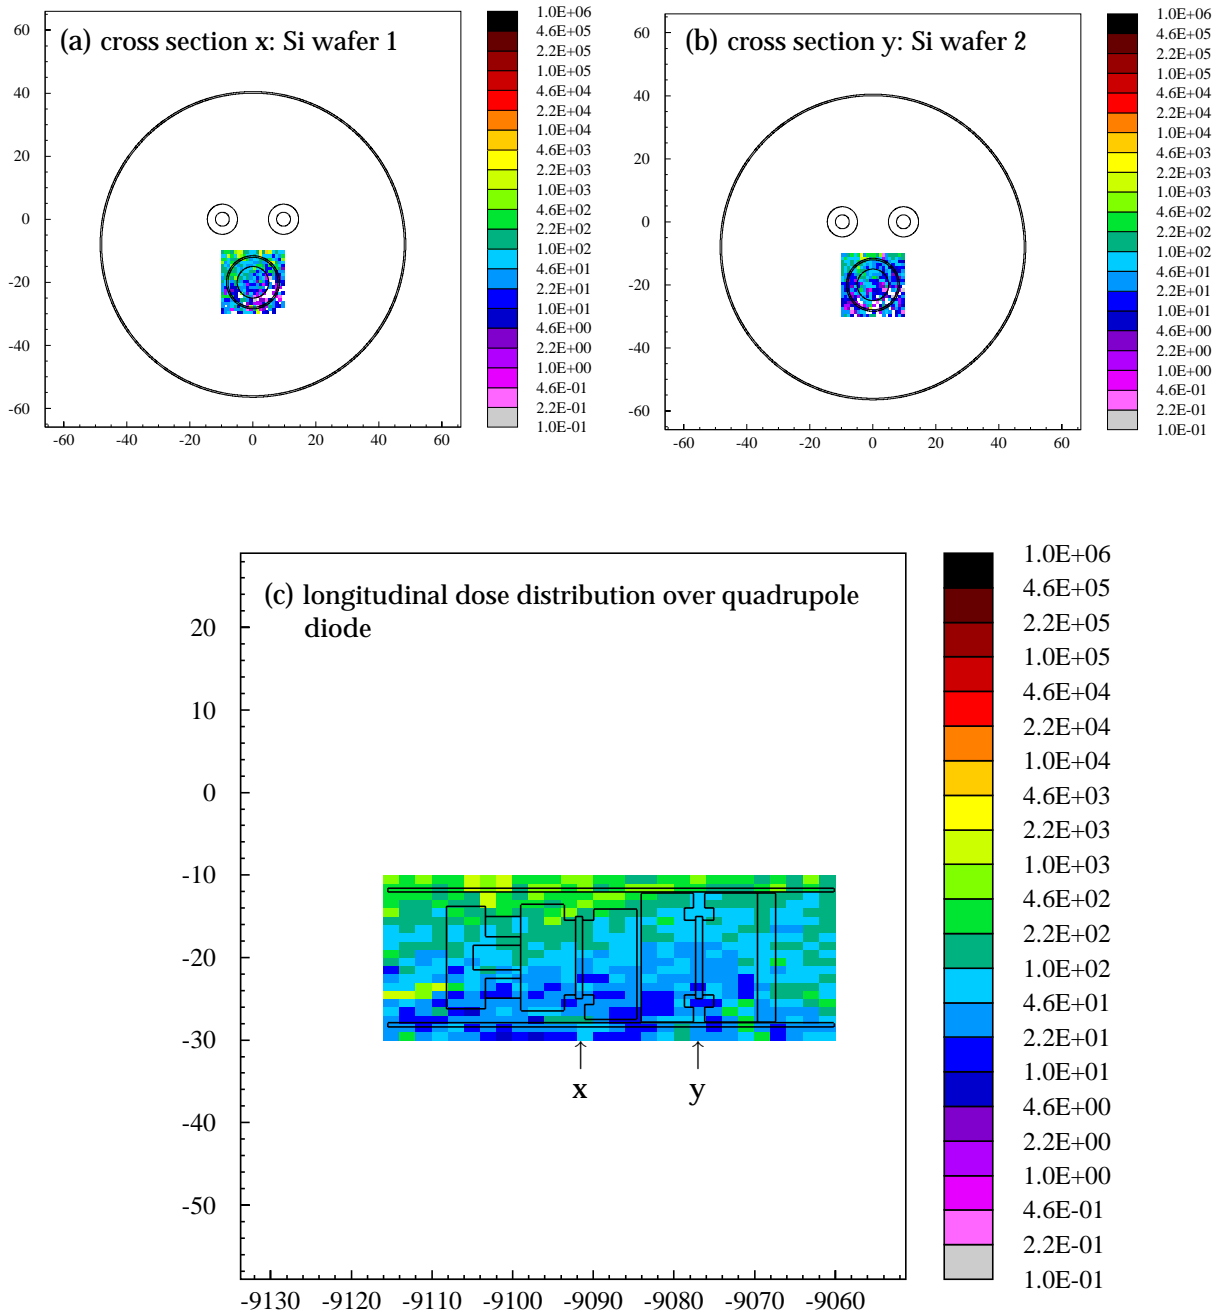 (a) cross section x: Si wafer 1
60
40
20
0
-20
-40
-60
-60 -40 -20 0 20 40 60
1.0E+06
4.6E+05
2.2E+05
1.0E+05
4.6E+04
2.2E+04
1.0E+04
4.6E+03
2.2E+03
1.0E+03
4.6E+02
2.2E+02
1.0E+02
4.6E+01
2.2E+01
1.0E+01
4.6E+00
2.2E+00
1.0E+00
4.6E-01
2.2E-01
1.0E-01
(b) cross section y: Si wafer 2
60
40
20
0
-20
-40
-60
-60 -40 -20 0 20 40 60
1.0E+06
4.6E+05
2.2E+05
1.0E+05
4.6E+04
2.2E+04
1.0E+04
4.6E+03
2.2E+03
1.0E+03
4.6E+02
2.2E+02
1.0E+02
4.6E+01
2.2E+01
1.0E+01
4.6E+00
2.2E+00
1.0E+00
4.6E-01
2.2E-01
1.0E-01
(c) longitudinal dose distribution over quadrupole
diode
20
10
0
-10
-20
-30
-40
-50
x y
-9130 -9120 -9110 -9100 -9090 -9080 -9070 -9060
1.0E+06
4.6E+05
2.2E+05
1.0E+05
4.6E+04
2.2E+04
1.0E+04
4.6E+03
2.2E+03
1.0E+03
4.6E+02
2.2E+02
1.0E+02
4.6E+01
2.2E+01
1.0E+01
4.6E+00
2.2E+00
1.0E+00
4.6E-01
2.2E-01
1.0E-01